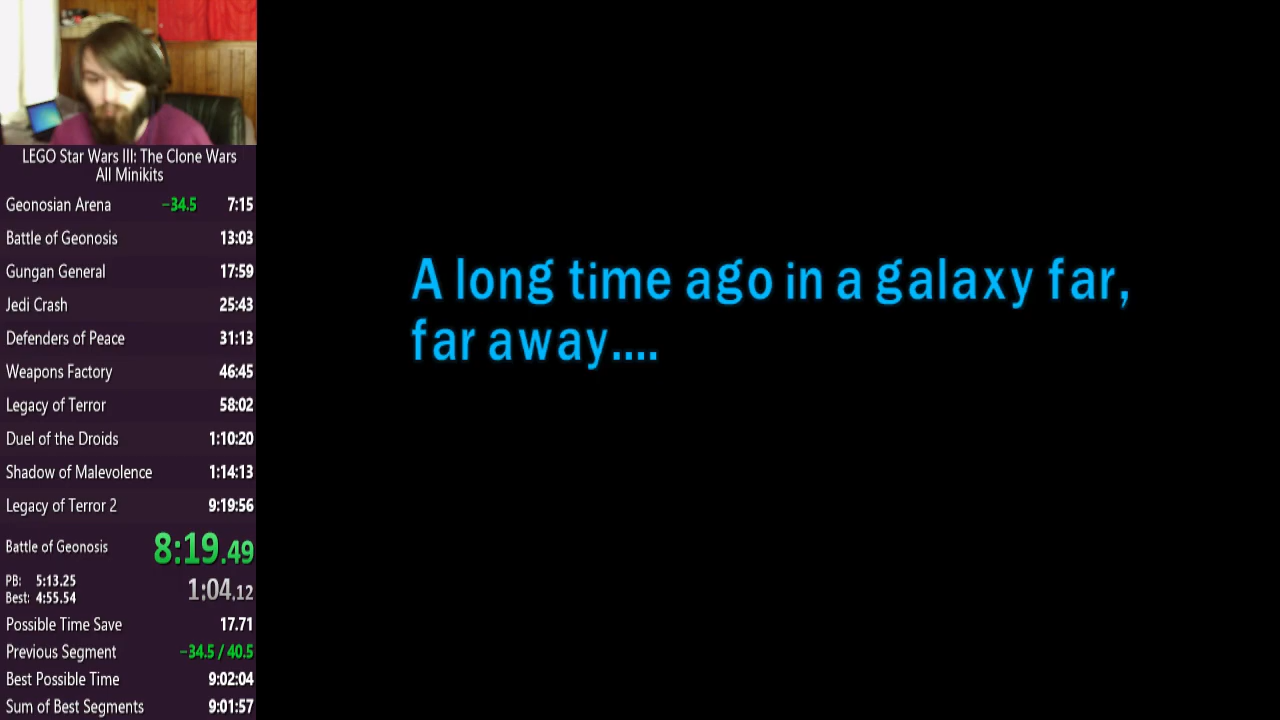 LEGO Star Wars III: The Clone Wars
All Minikits
Geonosian Arena −34.5 7:15
Battle of Geonosis 13:03
Gungan General 17:59
Jedi Crash 25:43
Defenders of Peace 31:13
Weapons Factory 46:45
Legacy of Terror 58:02
Duel of the Droids 1:10:20
Shadow of Malevolence 1:14:13
Legacy of Terror 2 9:19:56
Battle of Geonosis 8:19.49
PB: 5:13.25
Best: 4:55.54
1:04.12
Possible Time Save 17.71
Previous Segment −34.5 / 40.5
Best Possible Time 9:02:04
Sum of Best Segments 9:01:57
A long time ago in a galaxy far,
far away....